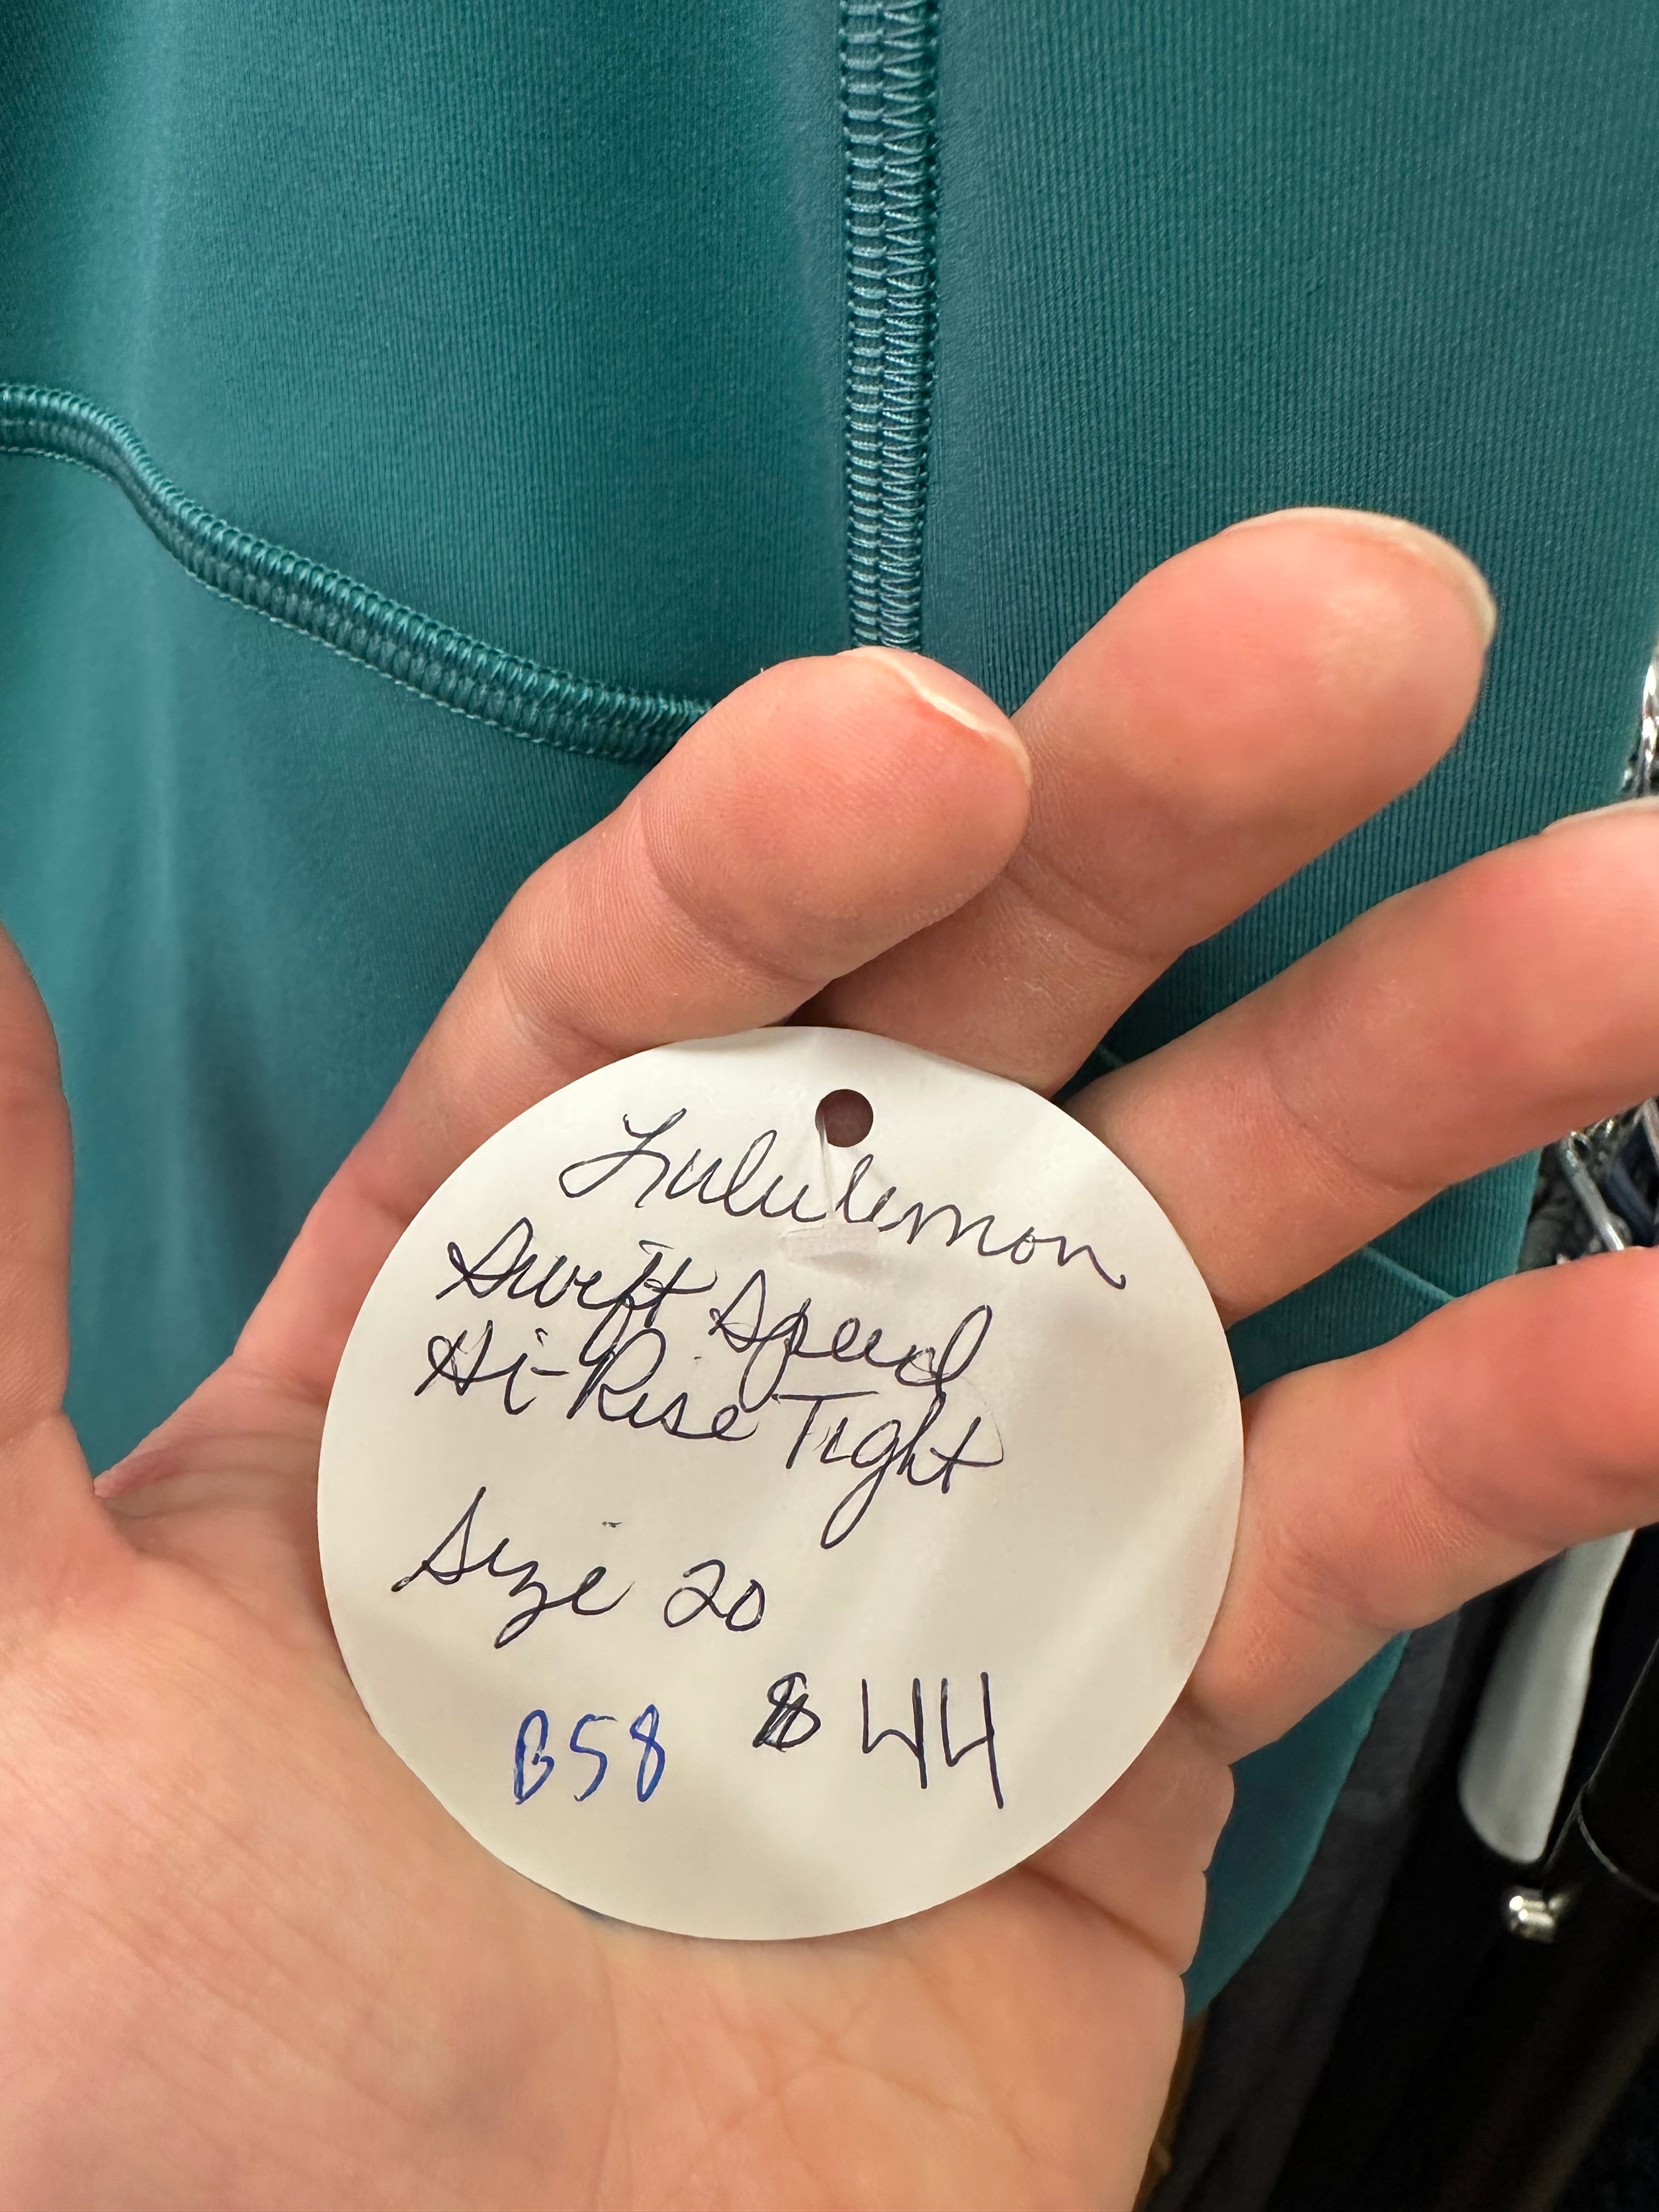 Lululemon
Swift Speed
Hi-Rise Tight
Size 20
B58 $44